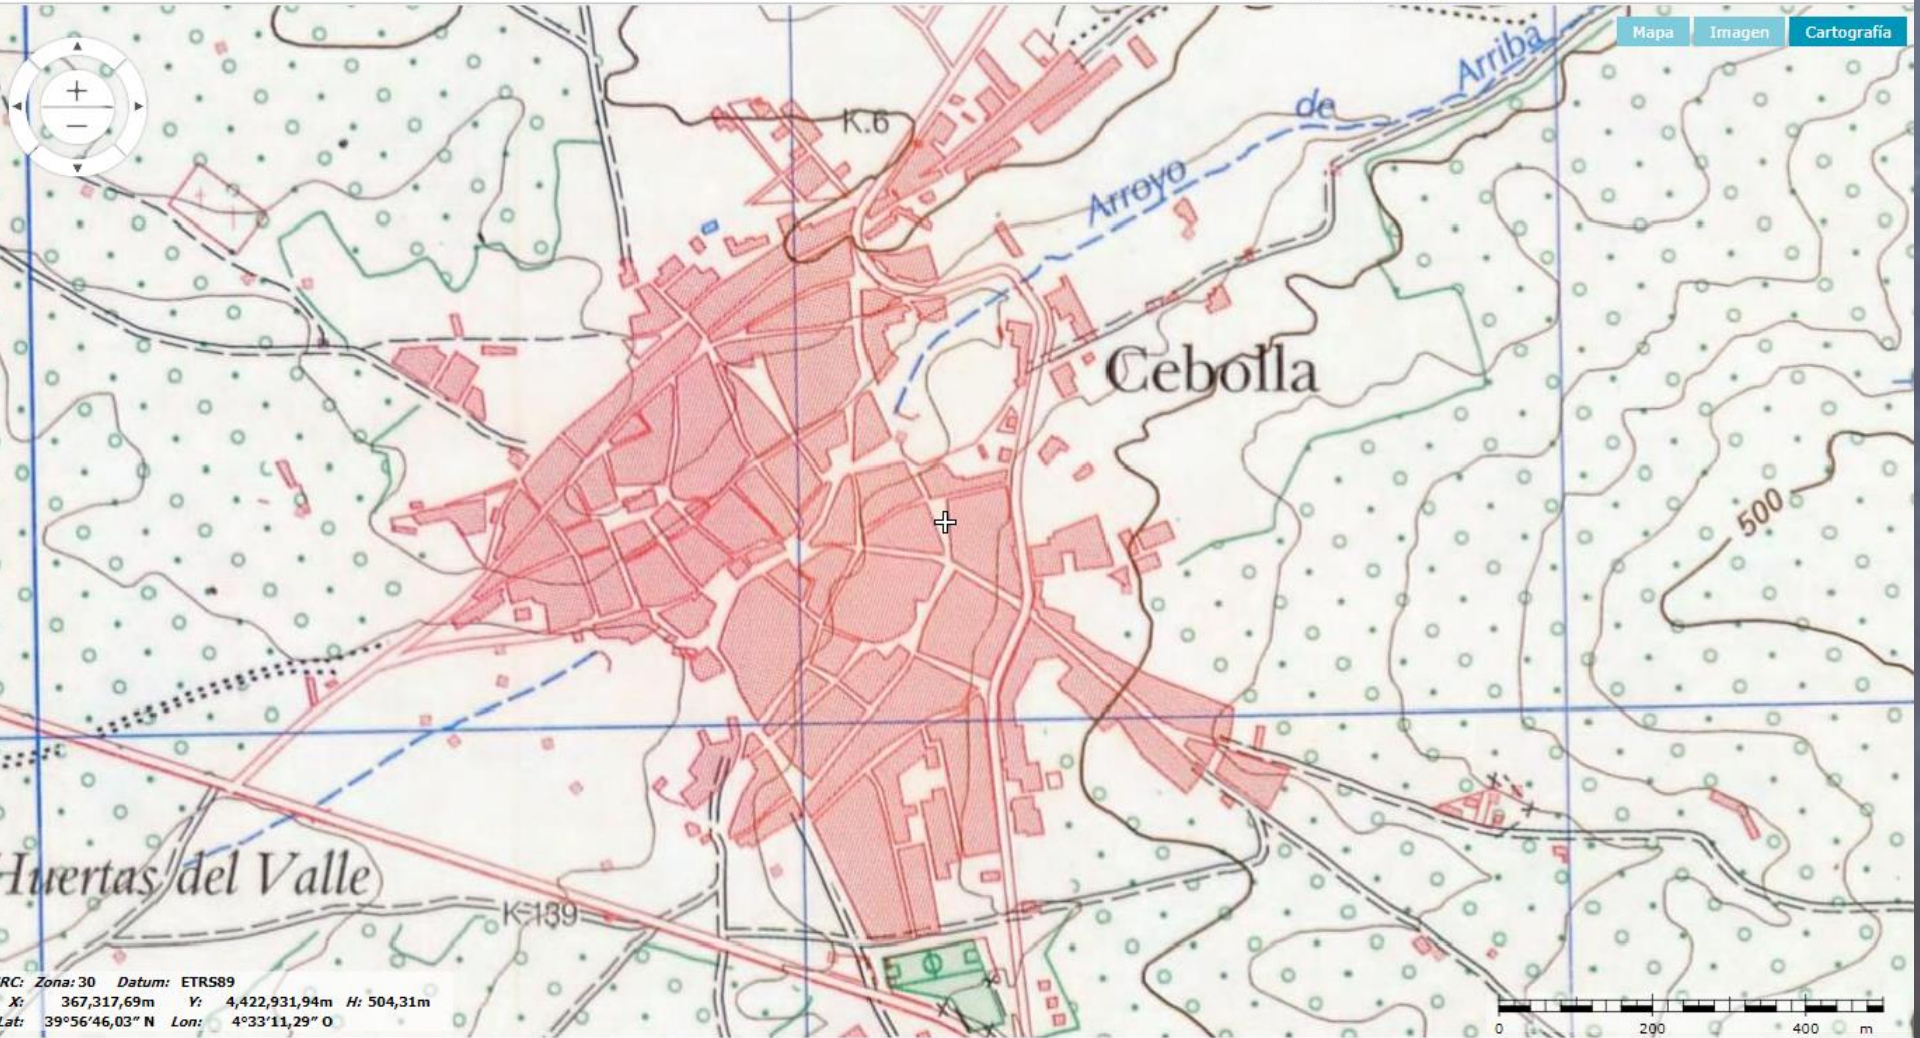 Mapa Imagen Cartografía
Arriba
de
K.6
Arroyo
Cebolla
500
Huertas del Valle
K-139
RC: Zona: 30 Datum: ETRS89
X: 367,317,69m Y: 4,422,931,94m H: 504,31m
Lat: 39°56'46,03" N Lon: 4°33'11,29" O
0 200 400 m